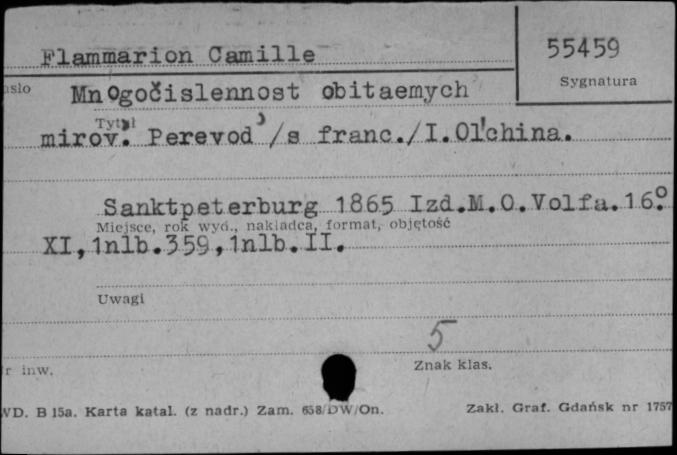 Flammarion Camille
55459
Sygnatura
Mnogočislennost obitaemych
Tytuł
mirov. Perevod /s franc./I.Ol'china.
Sanktpeterburg 1865 Izd.M.O.Volfa.16°.
Miejsce, rok wyd., nakładca, format, objętość
XI,1nlb.359,1nlb.II.
Uwagi
5
Znak klas.
r inw.
WD. B 15a. Karta katal. (z nadr.) Zam. 658/DW/On.
Zakł. Graf. Gdańsk nr 1757